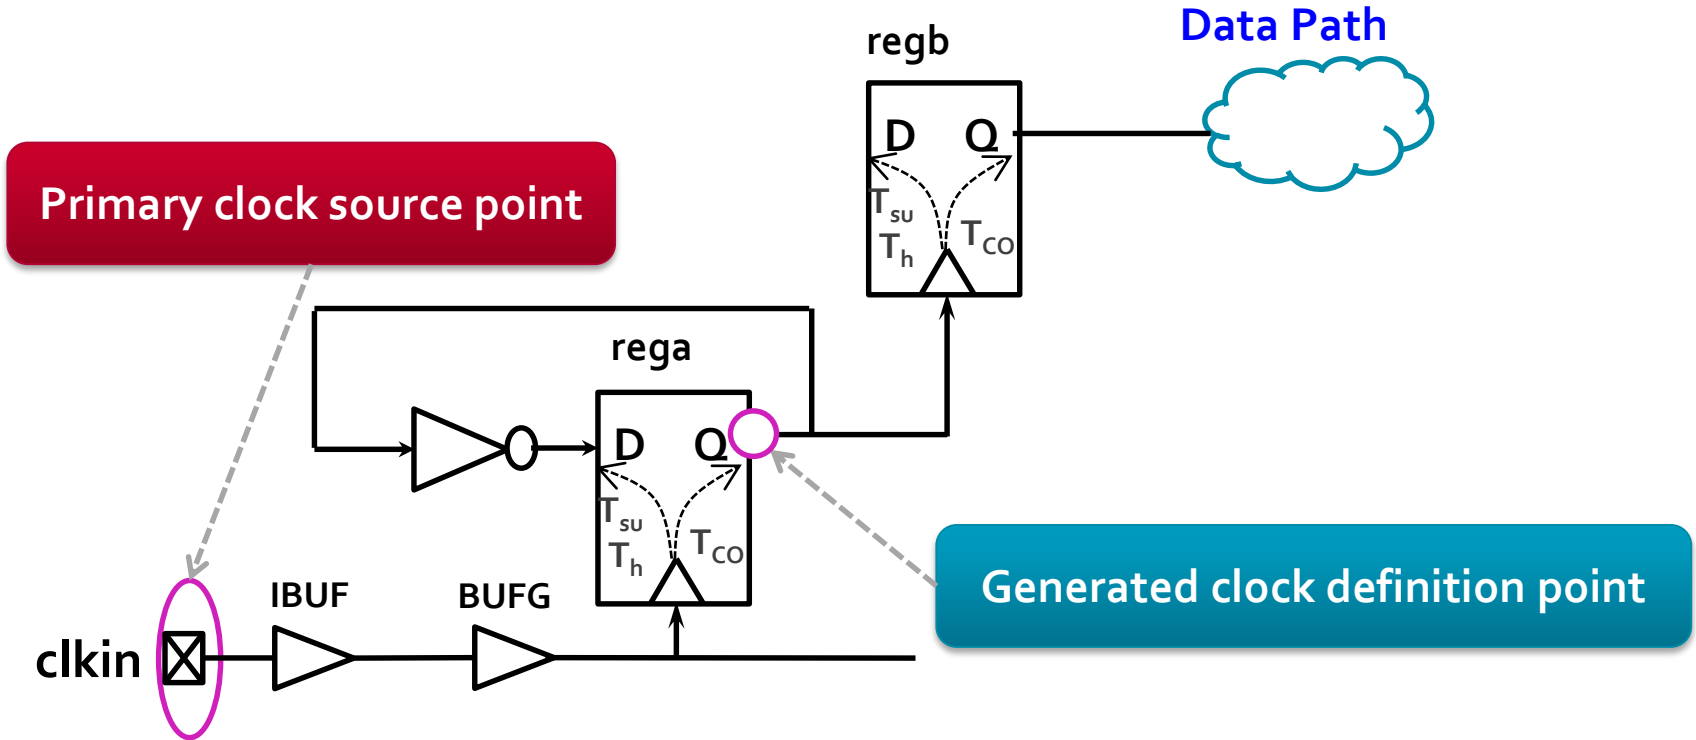 Data Path
regb
D Q
Tsu
Th
TCO
Primary clock source point
rega
D Q
Tsu
Th
TCO
Generated clock definition point
IBUF
BUFG
clkin